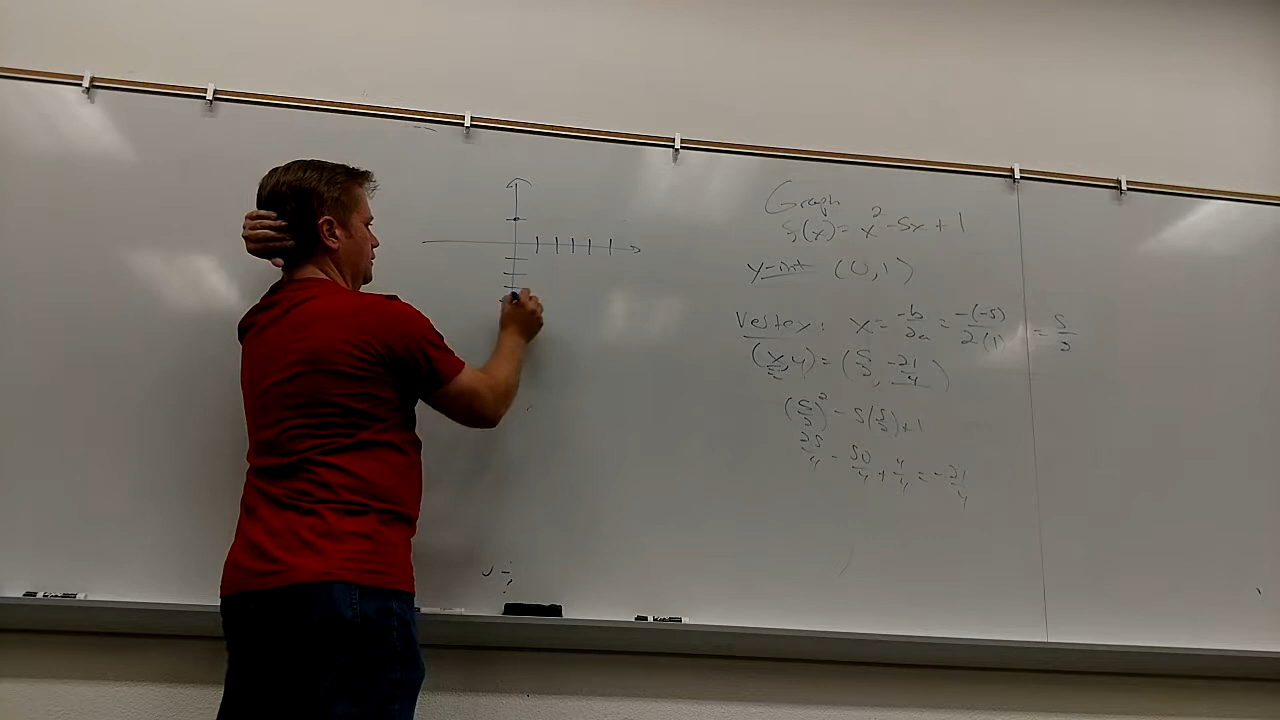 Graph
f(x) = x² - 5x + 1
y-int (0, 1)
Vertex: x = -b/2a = -(-5)/2(1) = 5/2
(x, y) = (5/2, -21/4)
(5/2)² - 5(5/2) + 1
25/4 - 50/4 + 4/4 = -21/4